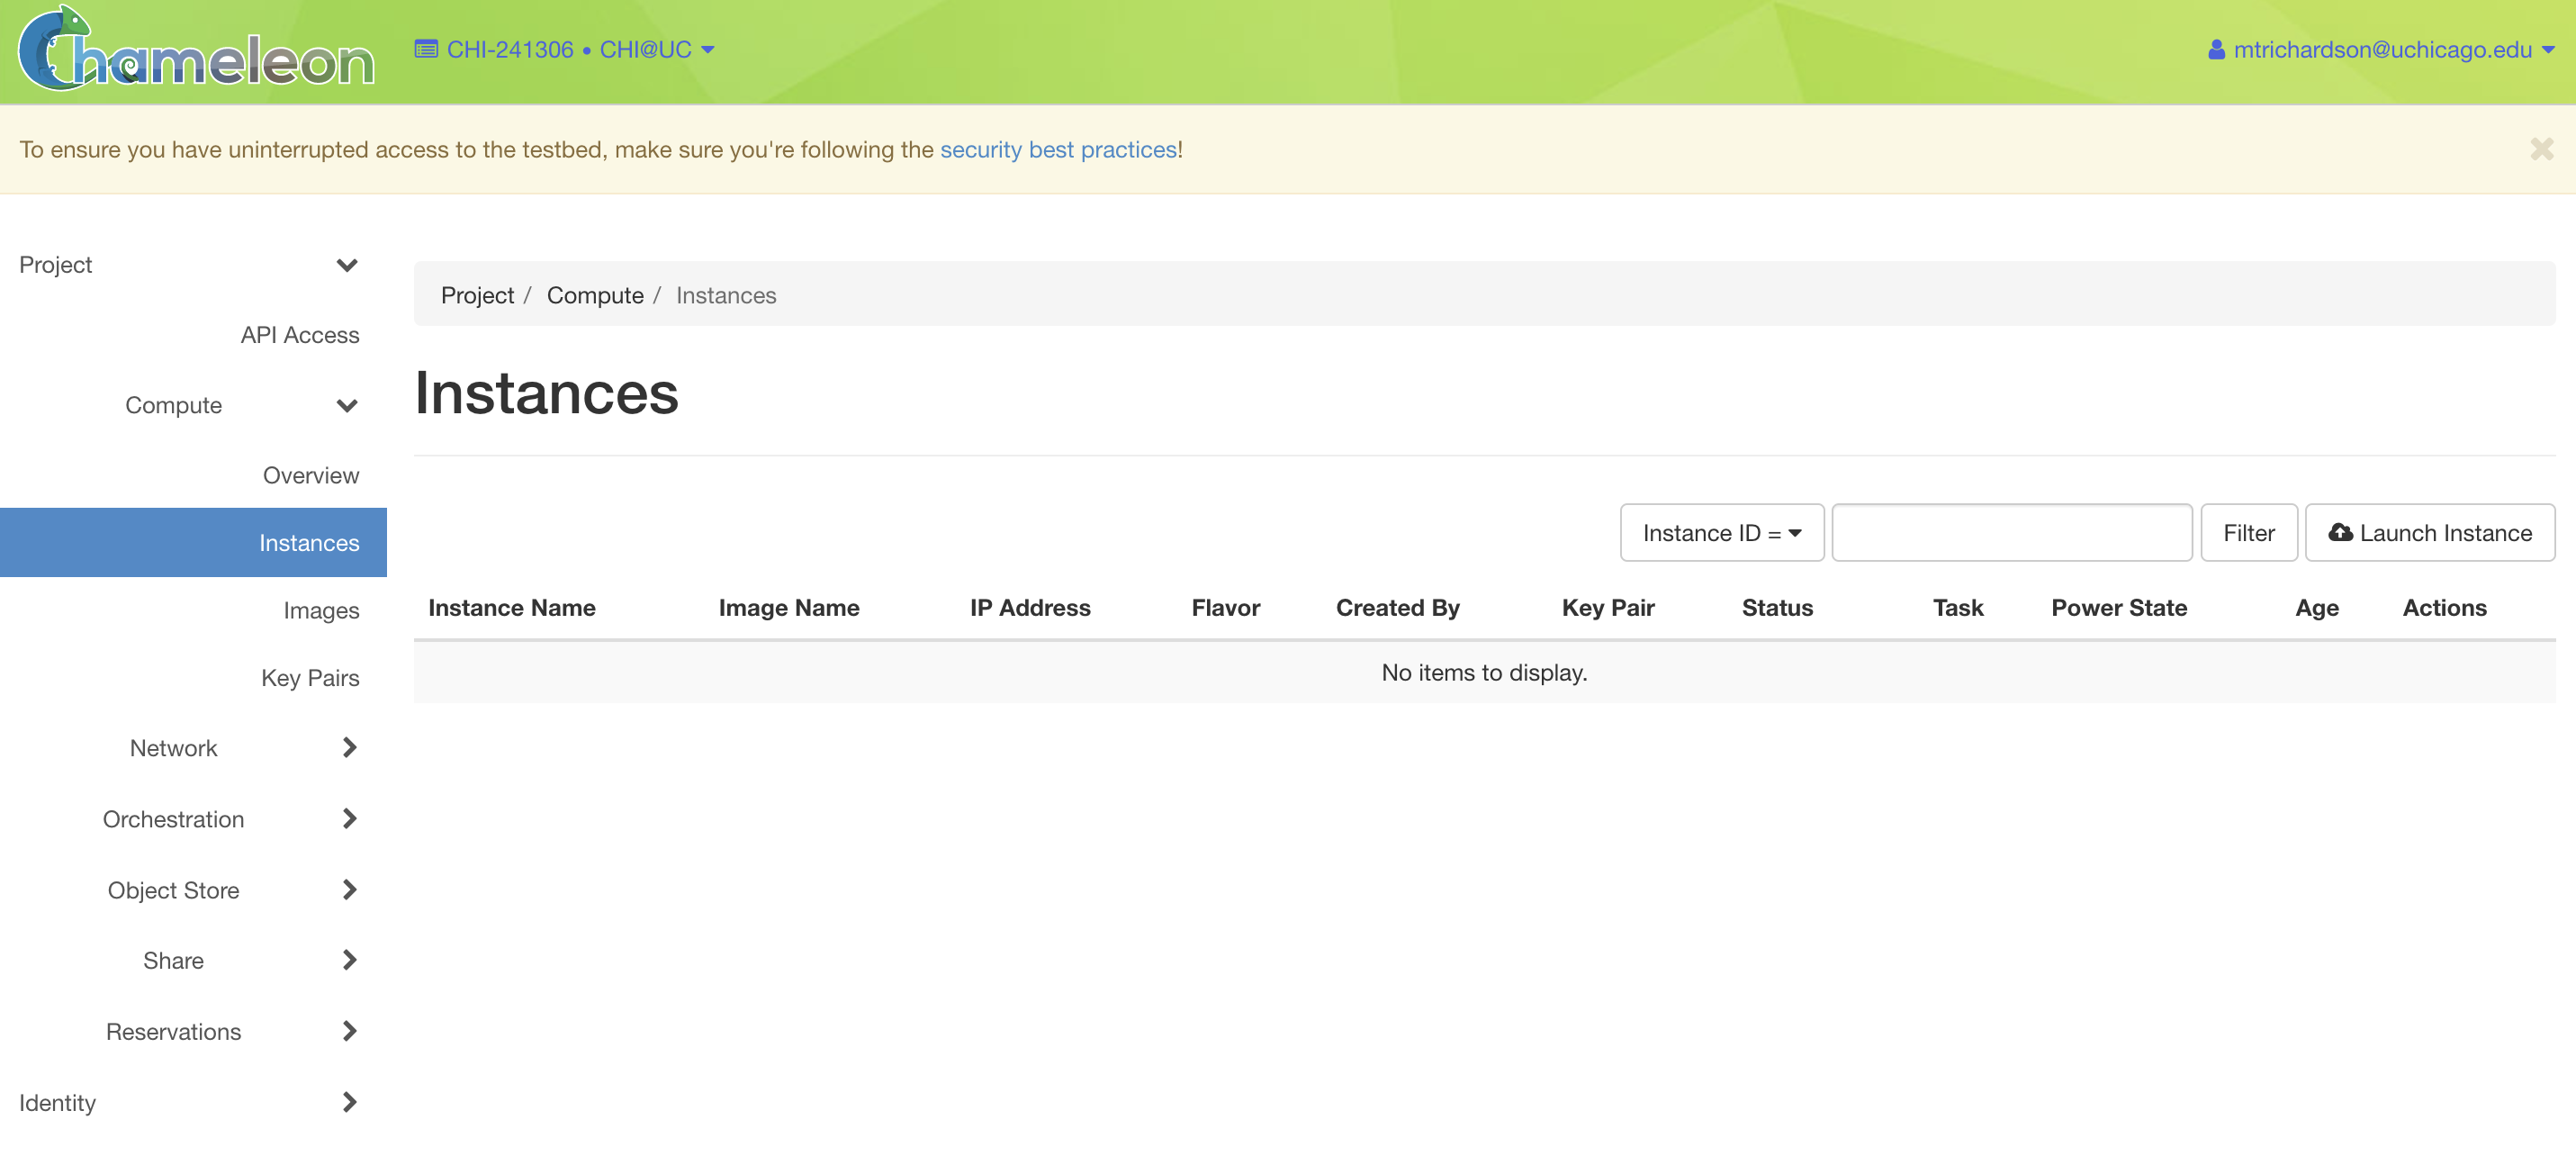 Chameleon
CHI-241306 • CHI@UC
mtrichardson@uchicago.edu
To ensure you have uninterrupted access to the testbed, make sure you're following the security best practices!
Project
API Access
Compute
Overview
Instances
Images
Key Pairs
Network
Orchestration
Object Store
Share
Reservations
Identity
Project / Compute / Instances
Instances
Instance ID =
Filter
Launch Instance
Instance Name Image Name IP Address Flavor Created By Key Pair Status Task Power State Age Actions
No items to display.